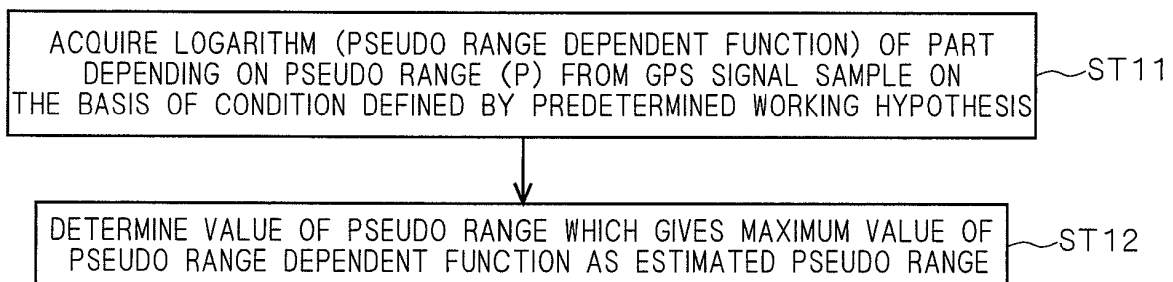 ACQUIRE LOGARITHM (PSEUDO RANGE DEPENDENT FUNCTION) OF PART
DEPENDING ON PSEUDO RANGE (P) FROM GPS SIGNAL SAMPLE ON
THE BASIS OF CONDITION DEFINED BY PREDETERMINED WORKING HYPOTHESIS
ST11
DETERMINE VALUE OF PSEUDO RANGE WHICH GIVES MAXIMUM VALUE OF
PSEUDO RANGE DEPENDENT FUNCTION AS ESTIMATED PSEUDO RANGE
ST12